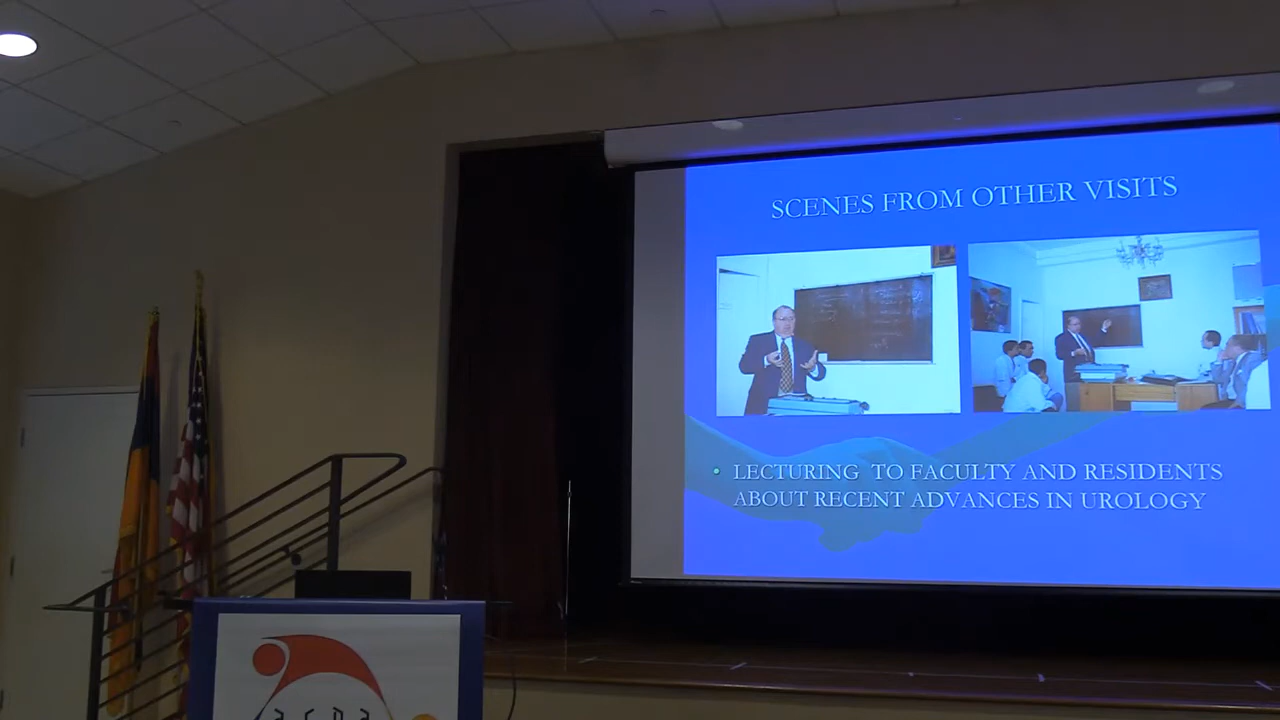 SCENES FROM OTHER VISITS
• LECTURING TO FACULTY AND RESIDENTS
ABOUT RECENT ADVANCES IN UROLOGY